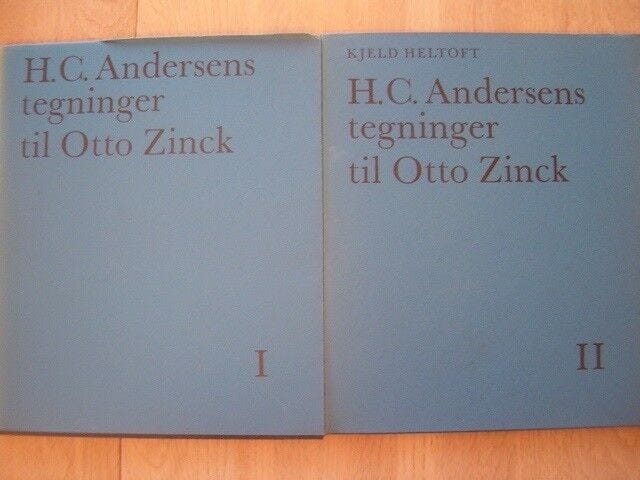 H.C. Andersens
tegninger
til Otto Zinck
I
KJELD HELTOFT
H.C. Andersens
tegninger
til Otto Zinck
II